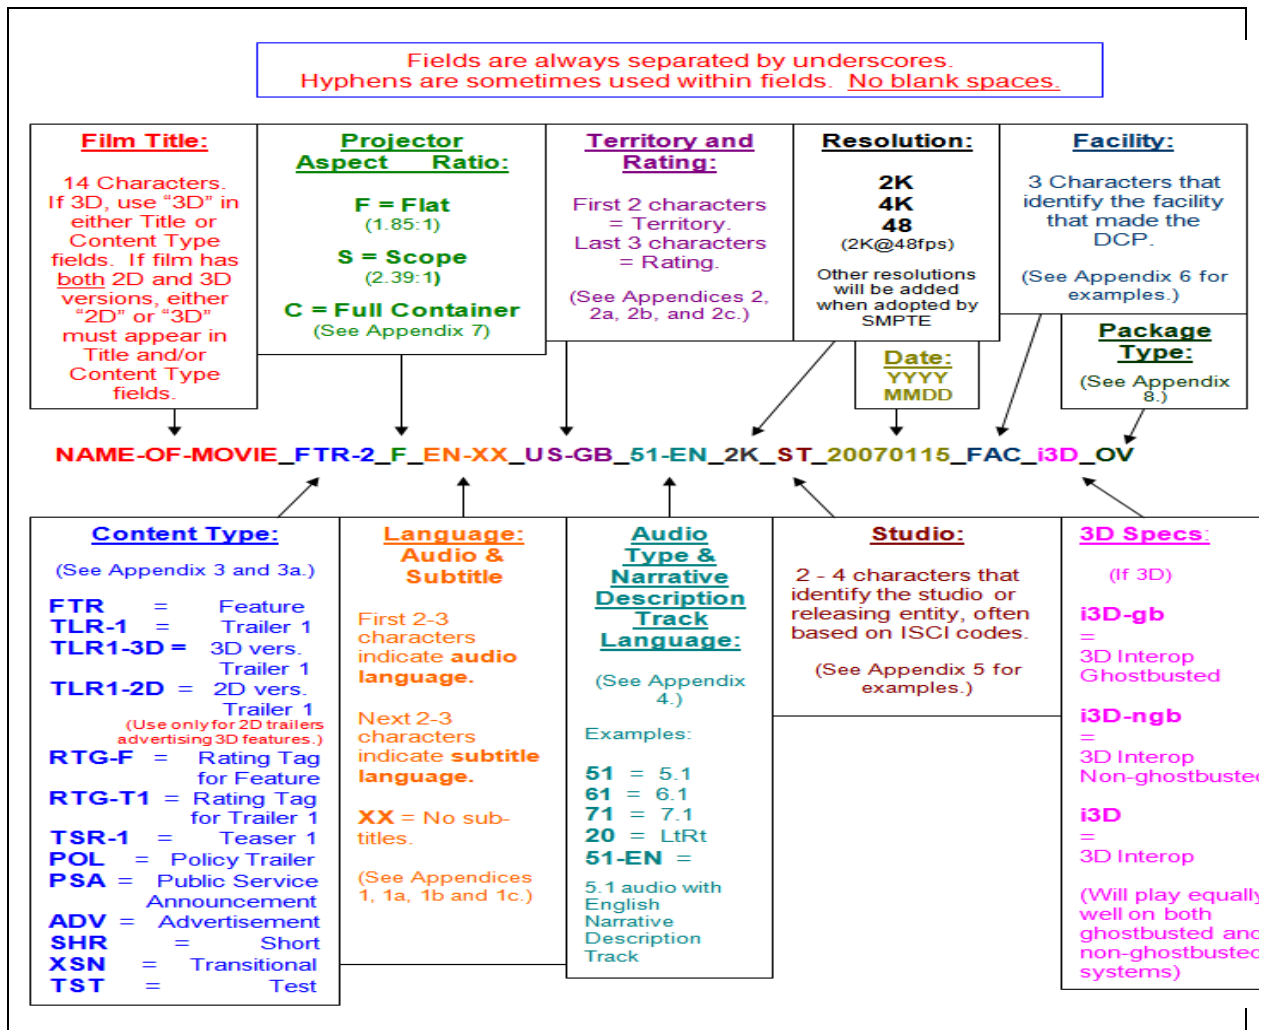 Fields are always separated by underscores.
Hyphens are sometimes used within fields. No blank spaces.
Film Title:
14 Characters.
If 3D, use “3D” in
either Title or
Content Type
fields. If film has
both 2D and 3D
versions, either
“2D” or “3D”
must appear in
Title and/or
Content Type
fields.
Projector
Aspect Ratio:
F = Flat
(1.85:1)
S = Scope
(2.39:1)
C = Full Container
(See Appendix 7)
Territory and
Rating:
First 2 characters
= Territory.
Last 3 characters
= Rating.
(See Appendices 2,
2a, 2b, and 2c.)
Resolution:
2K
4K
48
(2K@48fps)
Other resolutions
will be added
when adopted by
SMPTE
Date:
YYYY
MMDD
Facility:
3 Characters that
identify the facility
that made the
DCP.
(See Appendix 6 for
examples.)
Package
Type:
(See Appendix
8.)
NAME-OF-MOVIE_FTR-2_F_EN-XX_US-GB_51-EN_2K_ST_20070115_FAC_i3D_OV
Content Type:
(See Appendix 3 and 3a.)
FTR = Feature
TLR-1 = Trailer 1
TLR1-3D = 3D vers.
Trailer 1
TLR1-2D = 2D vers.
Trailer 1
(Use only for 2D trailers
advertising 3D features.)
RTG-F = Rating Tag
for Feature
RTG-T1 = Rating Tag
for Trailer 1
TSR-1 = Teaser 1
POL = Policy Trailer
PSA = Public Service
Announcement
ADV = Advertisement
SHR = Short
XSN = Transitional
TST = Test
Language:
Audio &
Subtitle
First 2-3
characters
indicate audio
language.
Next 2-3
characters
indicate subtitle
language.
XX = No sub-
titles.
(See Appendices
1, 1a, 1b and 1c.)
Audio
Type &
Narrative
Description
Track
Language:
(See Appendix
4.)
Examples:
51 = 5.1
61 = 6.1
71 = 7.1
20 = LtRt
51-EN =
5.1 audio with
English
Narrative
Description
Track
Studio:
2 - 4 characters that
identify the studio or
releasing entity, often
based on ISCI codes.
(See Appendix 5 for
examples.)
3D Specs:
(If 3D)
i3D-gb
=
3D Interop
Ghostbusted
i3D-ngb
=
3D Interop
Non-ghostbusted
i3D
=
3D Interop
(Will play equally
well on both
ghostbusted and
non-ghostbusted
systems)